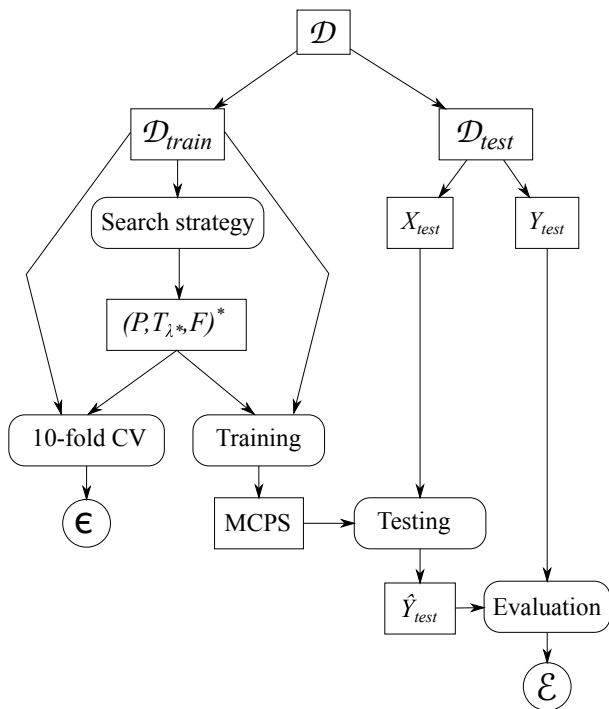 𝒟
𝒟train
𝒟test
Search strategy
Xtest
Ytest
(P,Tλ*,F)*
10-fold CV
Training
ϵ
MCPS
Testing
Ŷtest
Evaluation
ℰ